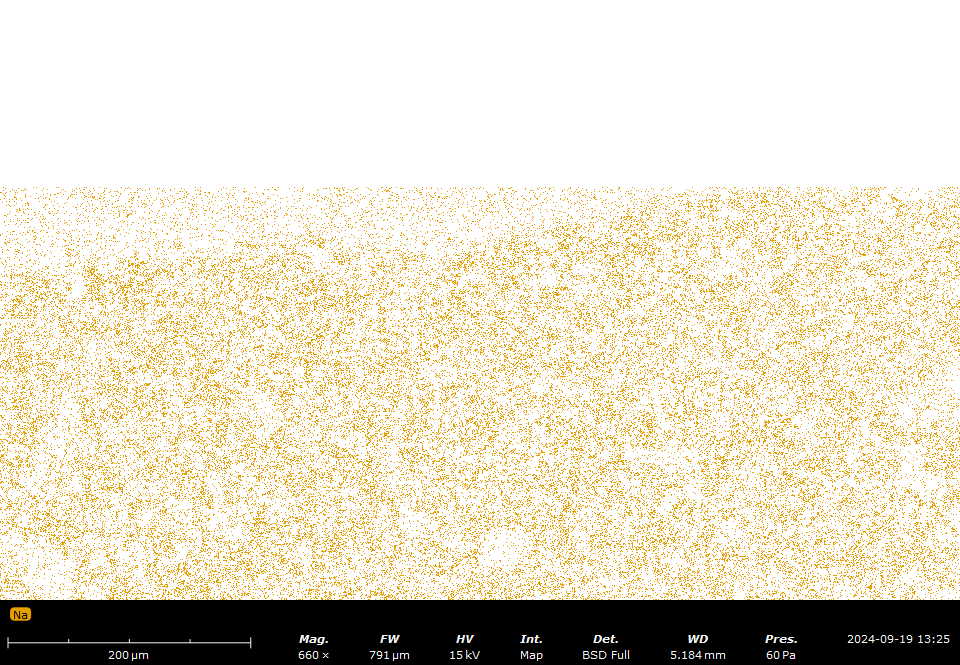 Na
200 µm
Mag. FW HV Int. Det. WD Pres. 2024-09-19 13:25
660 × 791 µm 15 kV Map BSD Full 5.184 mm 60 Pa